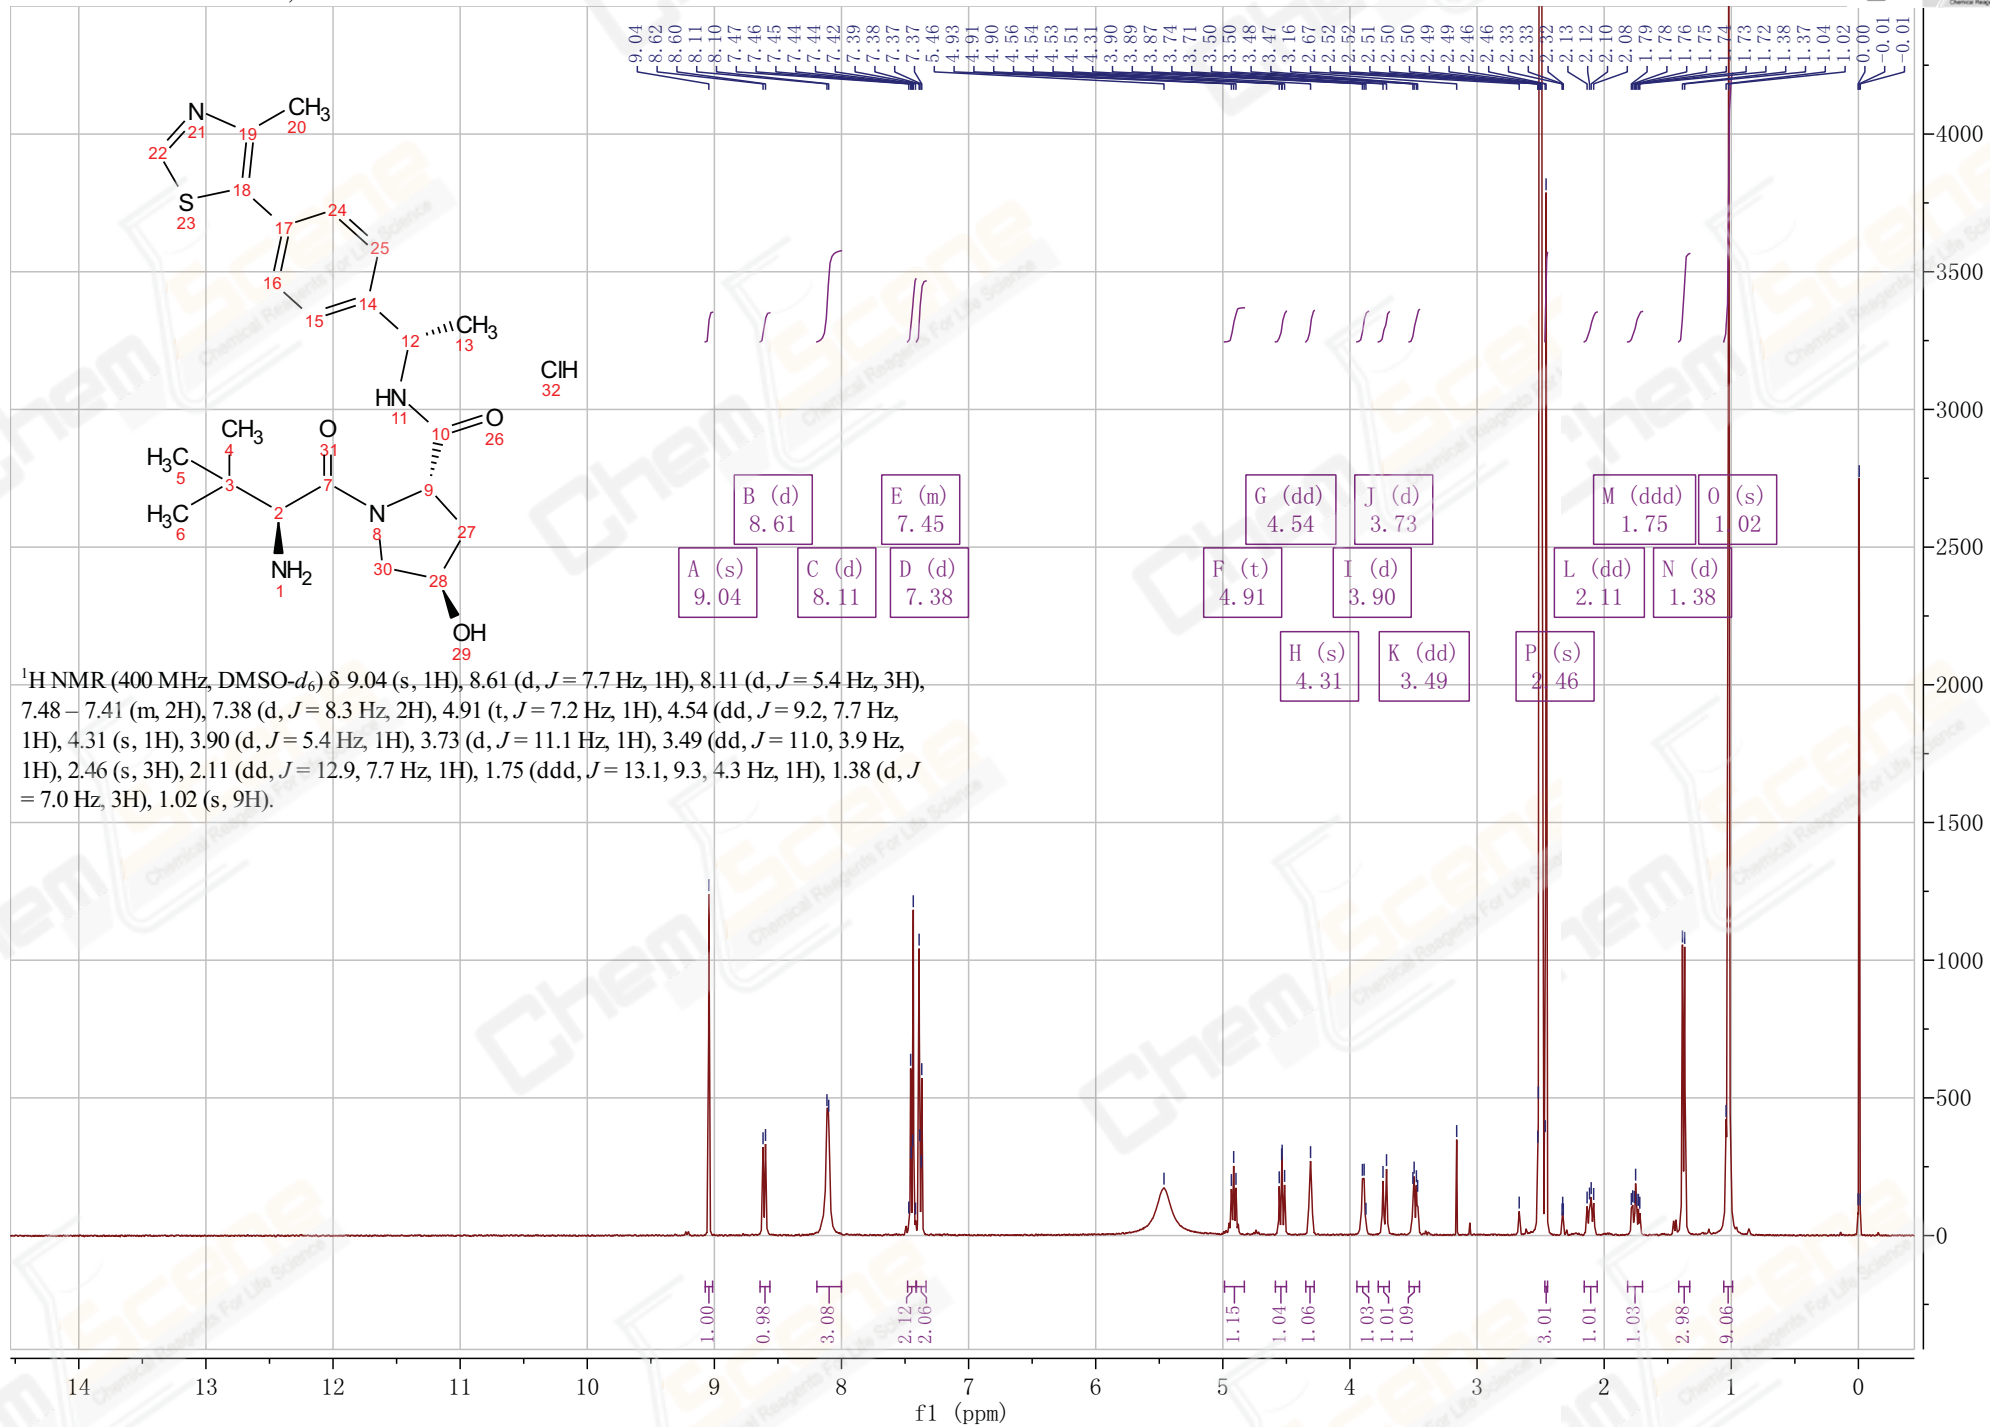 9.04 8.62 8.60 8.11 8.10 7.47 7.46 7.45 7.44 7.44 7.42 7.39 7.38 7.37 7.37 5.46 4.93 4.91 4.90 4.56 4.54 4.53 4.51 4.31 3.90 3.89 3.87 3.74 3.71 3.50 3.50 3.48 3.47 3.16 2.67 2.52 2.52 2.51 2.50 2.50 2.49 2.49 2.46 2.46 2.33 2.33 2.32 2.13 2.12 2.10 2.08 1.79 1.78 1.76 1.75 1.74 1.73 1.72 1.38 1.37 1.04 1.02 0.00 -0.01 -0.01
N
21
CH3
20
19
22
S
23
18
17
24
25
16
15
14
12
CH3
13
ClH
32
HN
11
O
26
10
CH3
4
O
31
H3C
5
3
7
9
H3C
6
2
N
8
27
NH2
1
30
28
OH
29
B (d)
8.61
E (m)
7.45
G (dd)
4.54
J (d)
3.73
M (ddd)
1.75
O (s)
1.02
A (s)
9.04
C (d)
8.11
D (d)
7.38
F (t)
4.91
I (d)
3.90
L (dd)
2.11
N (d)
1.38
H (s)
4.31
K (dd)
3.49
P (s)
2.46
¹H NMR (400 MHz, DMSO-d₆) δ 9.04 (s, 1H), 8.61 (d, J = 7.7 Hz, 1H), 8.11 (d, J = 5.4 Hz, 3H),
7.48 – 7.41 (m, 2H), 7.38 (d, J = 8.3 Hz, 2H), 4.91 (t, J = 7.2 Hz, 1H), 4.54 (dd, J = 9.2, 7.7 Hz,
1H), 4.31 (s, 1H), 3.90 (d, J = 5.4 Hz, 1H), 3.73 (d, J = 11.1 Hz, 1H), 3.49 (dd, J = 11.0, 3.9 Hz,
1H), 2.46 (s, 3H), 2.11 (dd, J = 12.9, 7.7 Hz, 1H), 1.75 (ddd, J = 13.1, 9.3, 4.3 Hz, 1H), 1.38 (d, J
= 7.0 Hz, 3H), 1.02 (s, 9H).
4000
3500
3000
2500
2000
1500
1000
500
0
1.00 0.98 3.08 2.12 2.06 1.15 1.04 1.06 1.03 1.01 1.09 3.01 1.01 1.03 2.98 9.06
14 13 12 11 10 9 8 7 6 5 4 3 2 1 0
f1 (ppm)
ChemScene
Chemical Reagents For Life Science